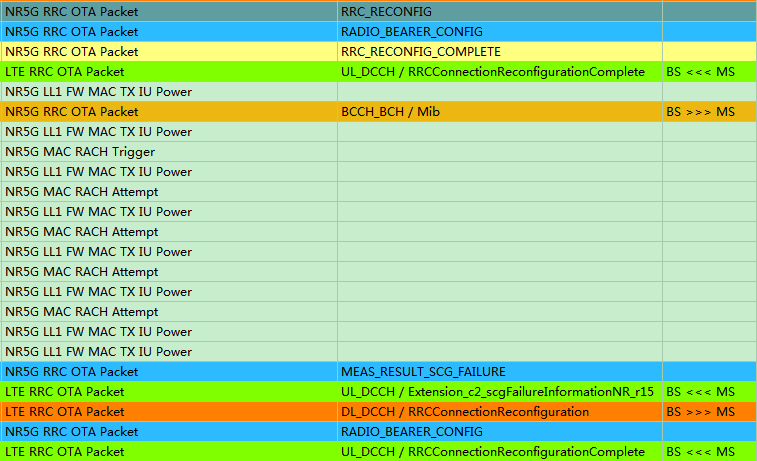 NR5G RRC OTA Packet RRC_RECONFIG
NR5G RRC OTA Packet RADIO_BEARER_CONFIG
NR5G RRC OTA Packet RRC_RECONFIG_COMPLETE
LTE RRC OTA Packet UL_DCCH / RRCConnectionReconfigurationComplete BS <<< MS
NR5G LL1 FW MAC TX IU Power
NR5G RRC OTA Packet BCCH_BCH / Mib BS >>> MS
NR5G LL1 FW MAC TX IU Power
NR5G MAC RACH Trigger
NR5G LL1 FW MAC TX IU Power
NR5G MAC RACH Attempt
NR5G LL1 FW MAC TX IU Power
NR5G MAC RACH Attempt
NR5G LL1 FW MAC TX IU Power
NR5G MAC RACH Attempt
NR5G LL1 FW MAC TX IU Power
NR5G MAC RACH Attempt
NR5G LL1 FW MAC TX IU Power
NR5G LL1 FW MAC TX IU Power
NR5G RRC OTA Packet MEAS_RESULT_SCG_FAILURE
LTE RRC OTA Packet UL_DCCH / Extension_c2_scgFailureInformationNR_r15 BS <<< MS
LTE RRC OTA Packet DL_DCCH / RRCConnectionReconfiguration BS >>> MS
NR5G RRC OTA Packet RADIO_BEARER_CONFIG
LTE RRC OTA Packet UL_DCCH / RRCConnectionReconfigurationComplete BS <<< MS